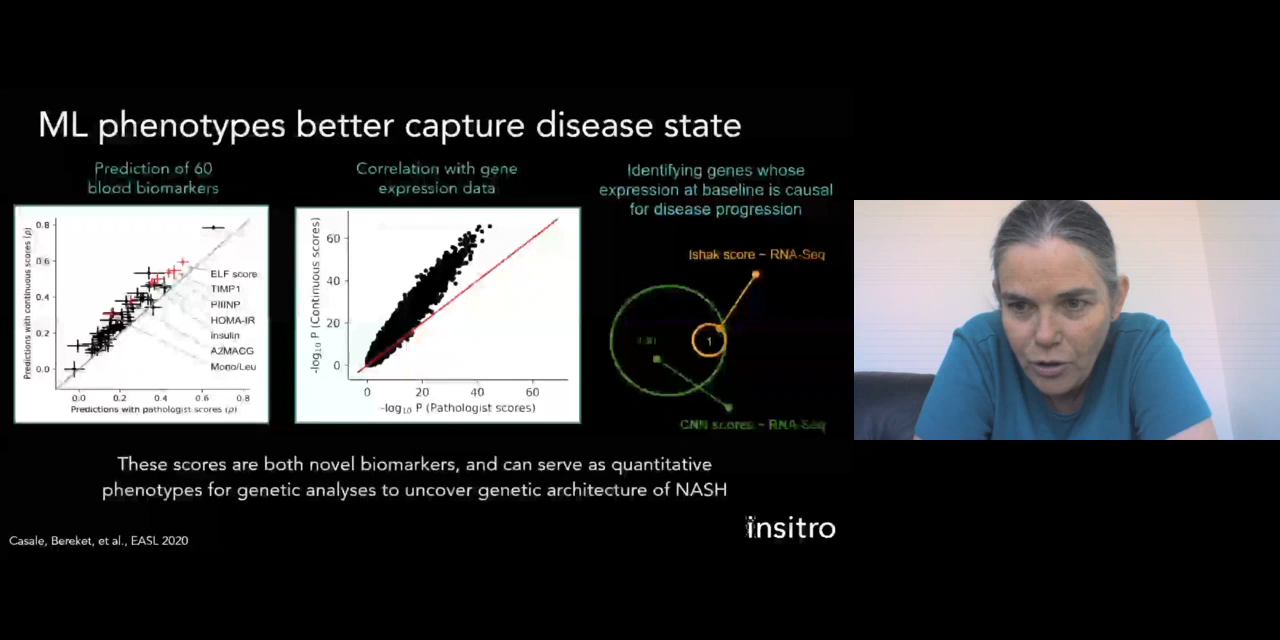 ML phenotypes better capture disease state
Prediction of 60
blood biomarkers
Correlation with gene
expression data
Identifying genes whose
expression at baseline is causal
for disease progression
Predictions with continuous scores (ρ)
0.8
0.6
0.4
0.2
0.0
ELF score
TIMP1
PIIINP
HOMA-IR
Insulin
A2MACG
Mono/Leu
0.0 0.2 0.4 0.6 0.8
Predictions with pathologist scores (ρ)
-log10 P (Continuous scores)
60
40
20
0
0 20 40 60
-log10 P (Pathologist scores)
Ishak score ~ RNA-Seq
1
CNN scores ~ RNA-Seq
These scores are both novel biomarkers, and can serve as quantitative
phenotypes for genetic analyses to uncover genetic architecture of NASH
insitro
Casale, Bereket, et al., EASL 2020